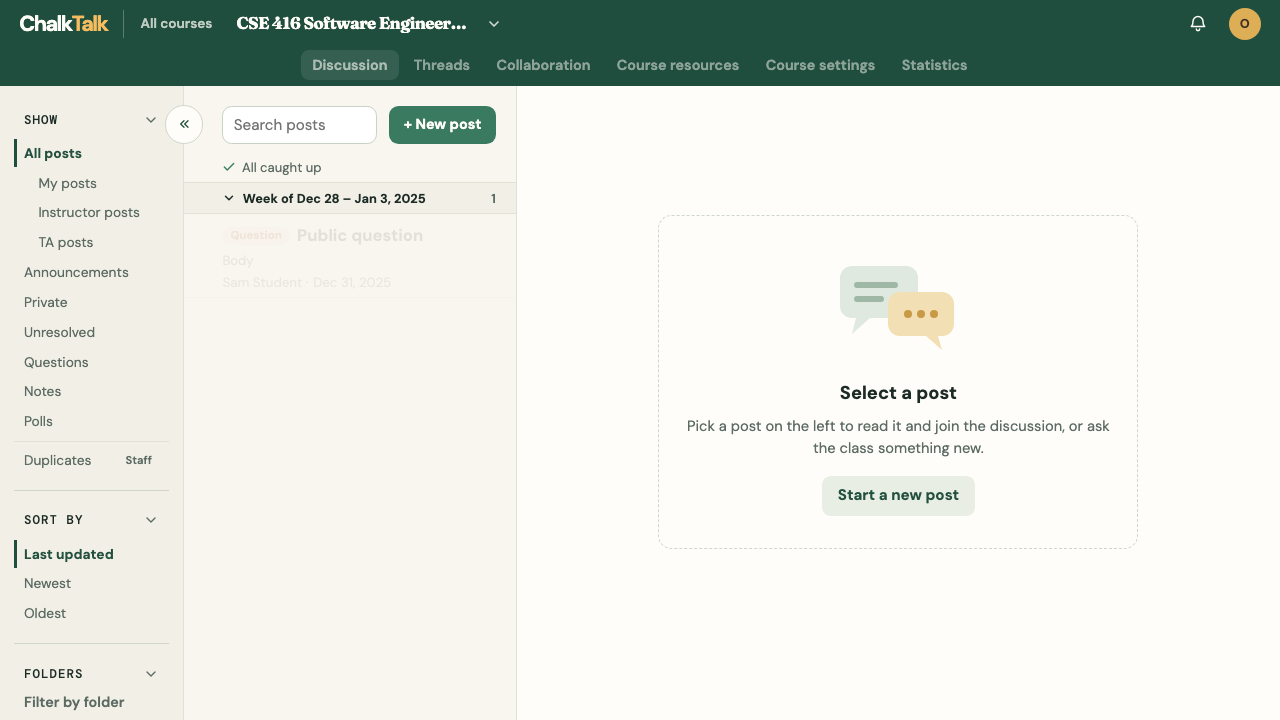 ChalkTalk
All courses
CSE 416 Software Engineer...
O
Discussion
Threads
Collaboration
Course resources
Course settings
Statistics
SHOW
All posts
My posts
Instructor posts
TA posts
Announcements
Private
Unresolved
Questions
Notes
Polls
Duplicates Staff
SORT BY
Last updated
Newest
Oldest
FOLDERS
Filter by folder
Search posts
+ New post
All caught up
Week of Dec 28 – Jan 3, 2025 1
Question Public question
Body
Sam Student · Dec 31, 2025
Select a post
Pick a post on the left to read it and join the discussion, or ask
the class something new.
Start a new post